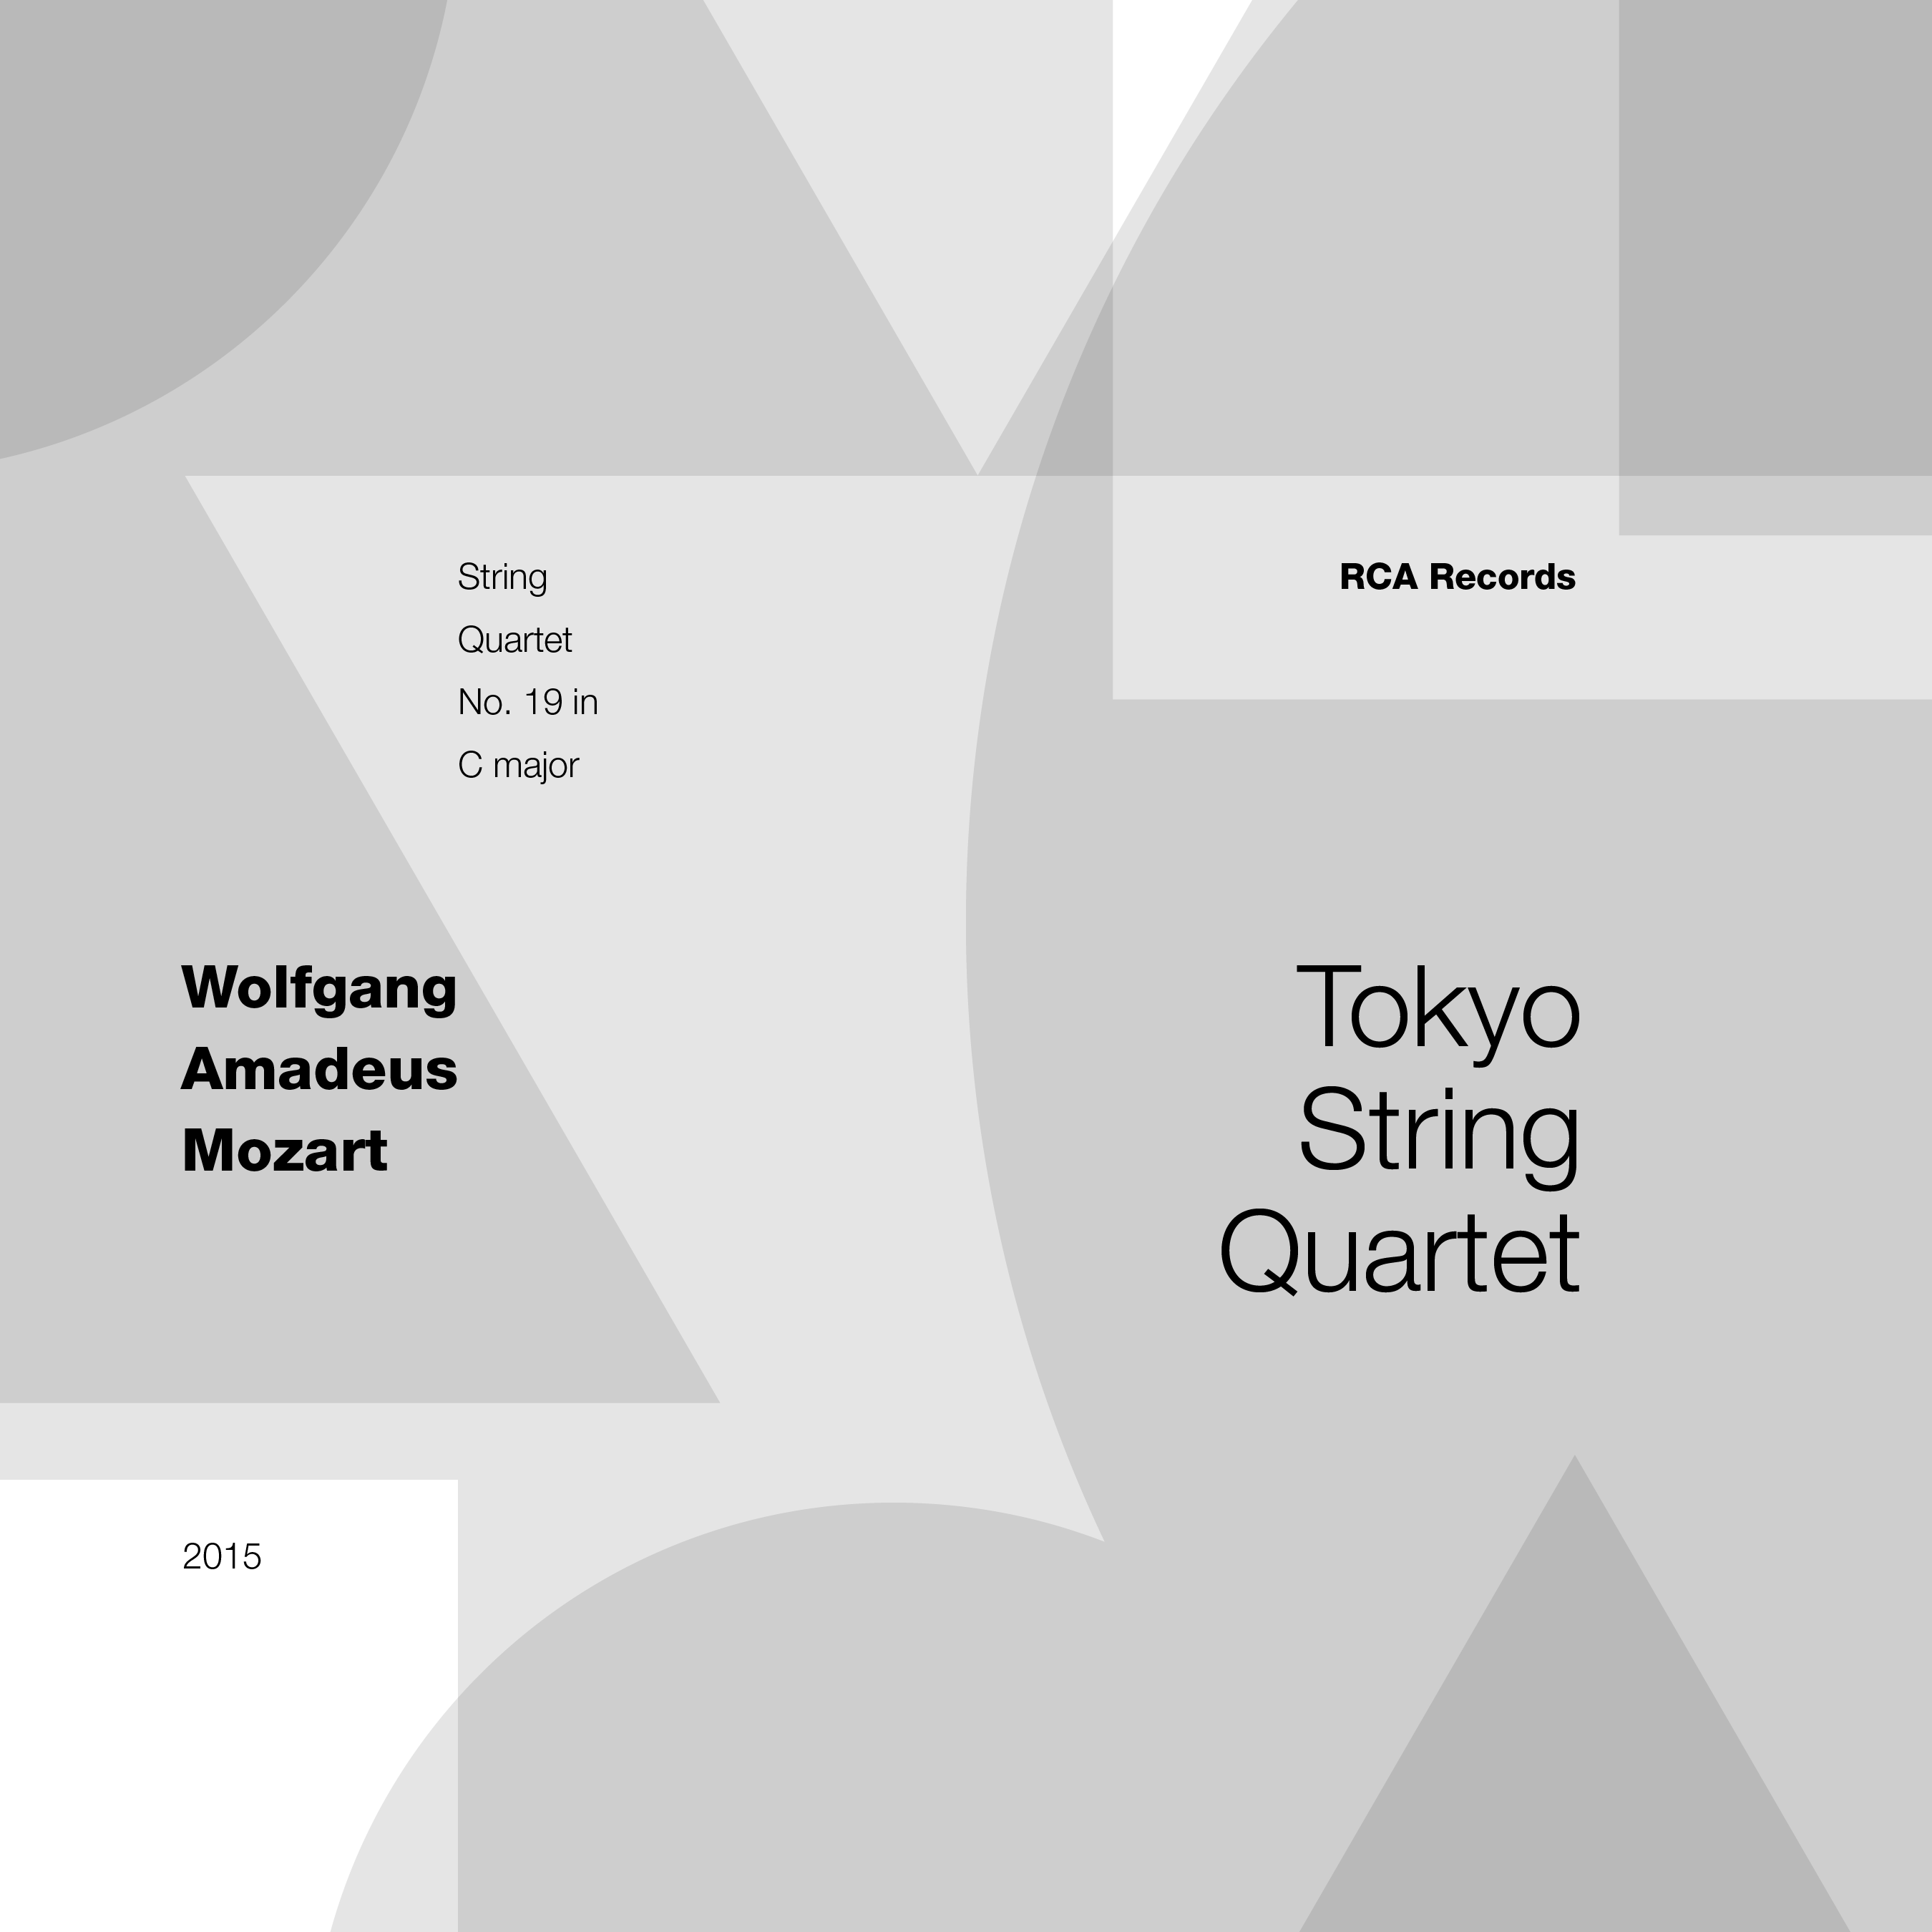 String
Quartet
No. 19 in
C major
RCA Records
Wolfgang
Amadeus
Mozart
Tokyo
String
Quartet
2015